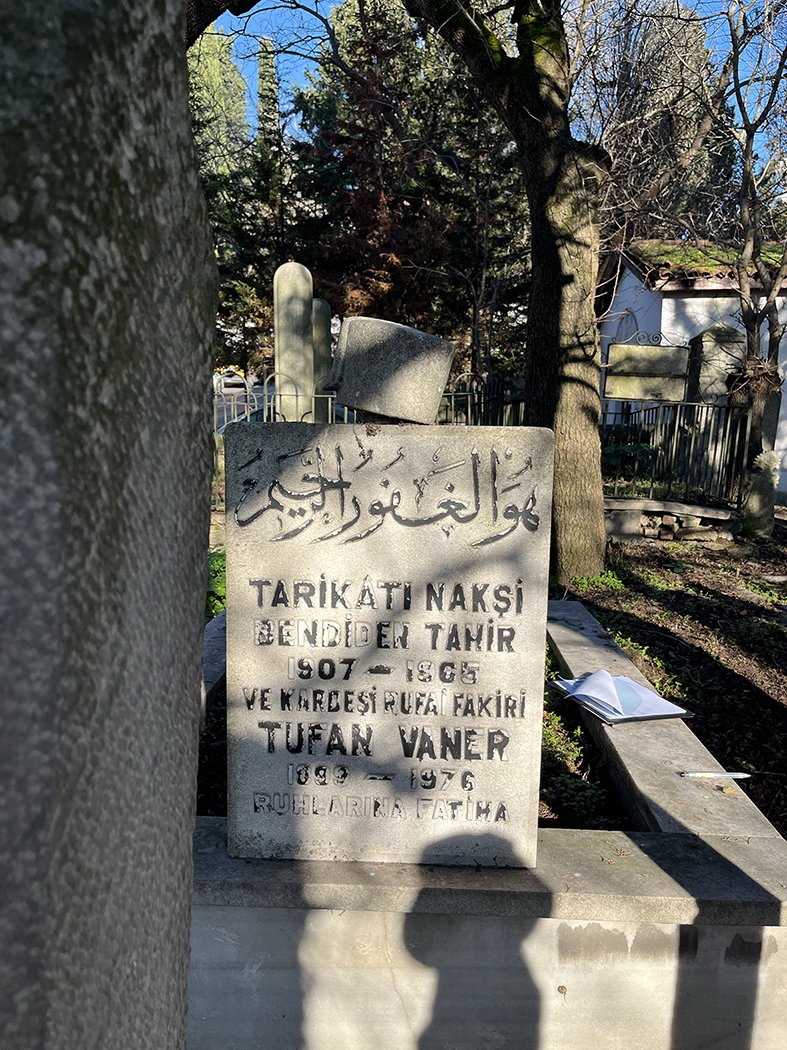 هو الغفور الرحيم
TARİKATI NAKŞİ
BENDİDEN TAHİR
1907 — 1965
VE KARDEŞİ RUFAİ FAKİRİ
TUFAN VANER
1899 — 1976
RUHLARINA FATİHA